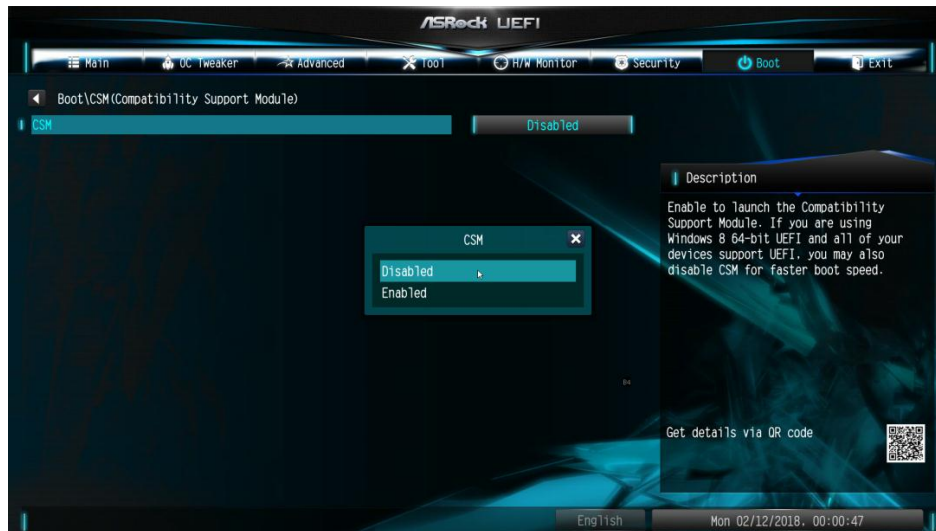 ASRock UEFI
Main OC Tweaker Advanced Tool H/W Monitor Security Boot Exit
Boot\CSM(Compatibility Support Module)
CSM Disabled
Description
Enable to launch the Compatibility
Support Module. If you are using
Windows 8 64-bit UEFI and all of your
devices support UEFI, you may also
disable CSM for faster boot speed.
CSM
Disabled
Enabled
Get details via QR code
English Mon 02/12/2018, 00:00:47